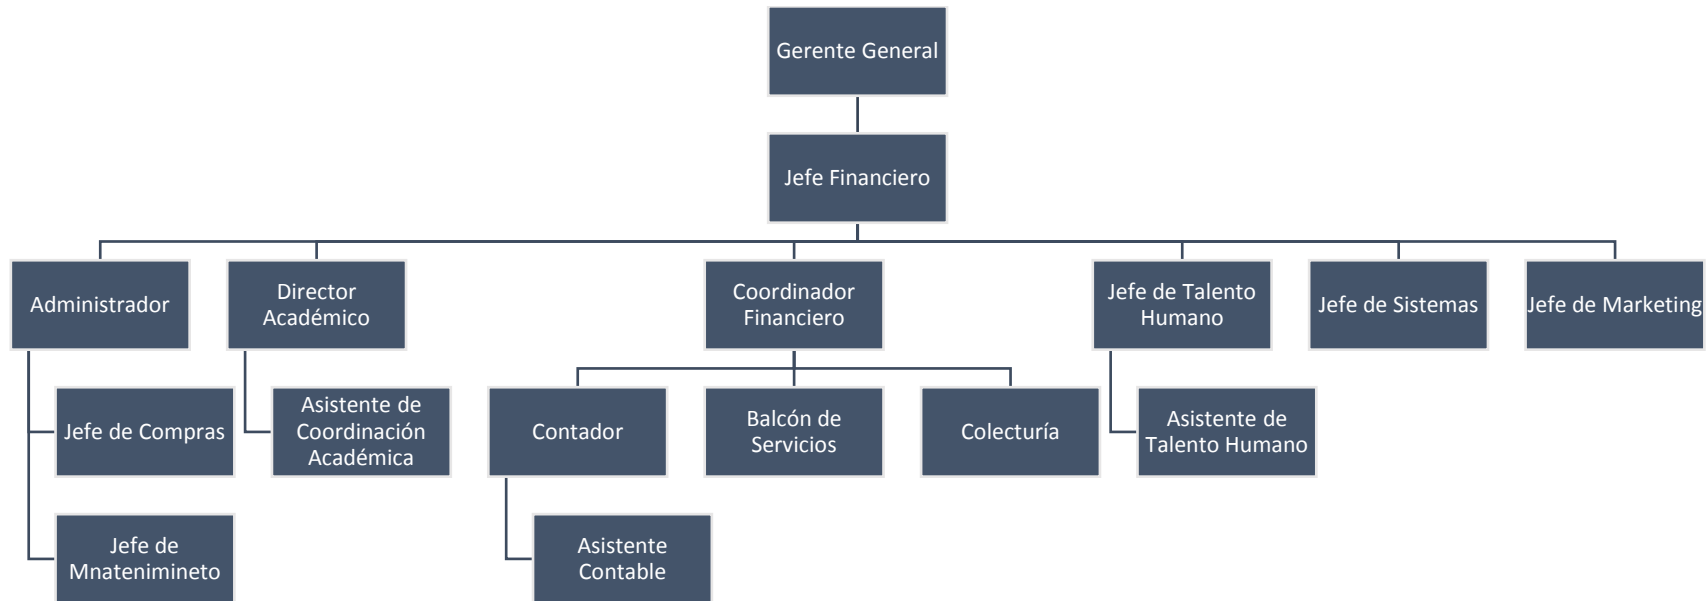 Gerente General
Jefe Financiero
Administrador
Director
Académico
Coordinador
Financiero
Jefe de Talento
Humano
Jefe de Sistemas
Jefe de Marketing
Jefe de Compras
Asistente de
Coordinación
Académica
Contador
Balcón de
Servicios
Colecturía
Asistente de
Talento Humano
Jefe de
Mnatenimineto
Asistente
Contable